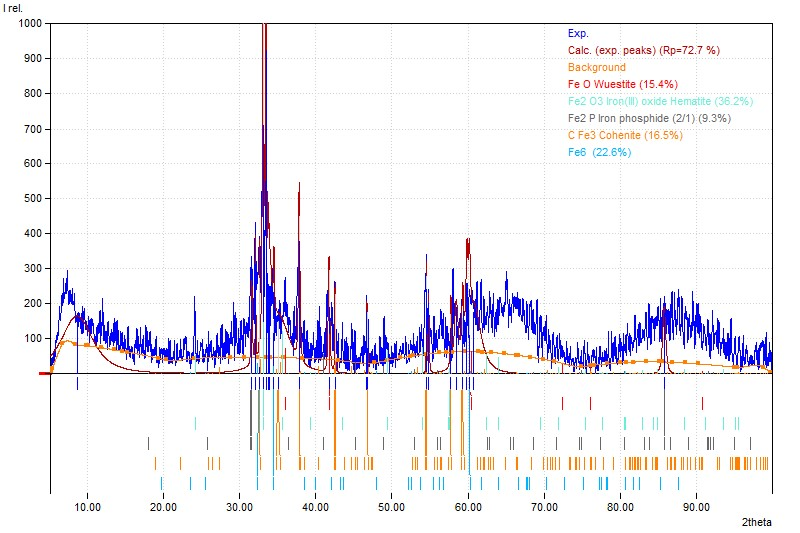 I rel.
1000
900
800
700
600
500
400
300
200
100
Exp.
Calc. (exp. peaks) (Rp=72.7 %)
Background
Fe O Wuestite (15.4%)
Fe2 O3 Iron(III) oxide Hematite (36.2%)
Fe2 P Iron phosphide (2/1) (9.3%)
C Fe3 Cohenite (16.5%)
Fe6 (22.6%)
10.00 20.00 30.00 40.00 50.00 60.00 70.00 80.00 90.00
2theta